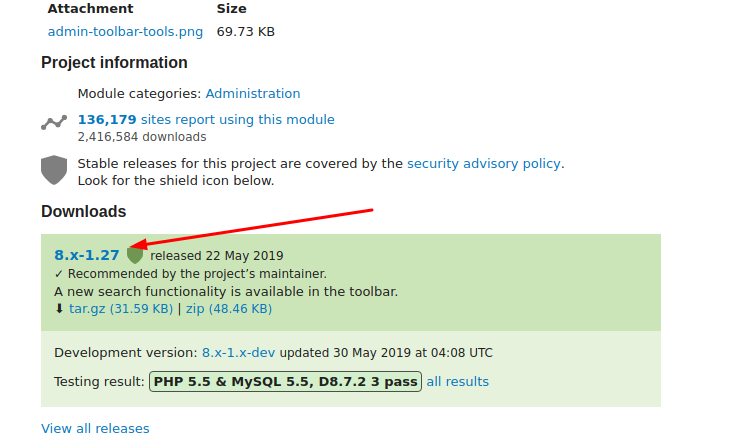 Attachment Size
admin-toolbar-tools.png 69.73 KB
Project information
Module categories: Administration
136,179 sites report using this module
2,416,584 downloads
Stable releases for this project are covered by the security advisory policy.
Look for the shield icon below.
Downloads
8.x-1.27 released 22 May 2019
✓ Recommended by the project’s maintainer.
A new search functionality is available in the toolbar.
⬇ tar.gz (31.59 KB) | zip (48.46 KB)
Development version: 8.x-1.x-dev updated 30 May 2019 at 04:08 UTC
Testing result: PHP 5.5 & MySQL 5.5, D8.7.2 3 pass all results
View all releases